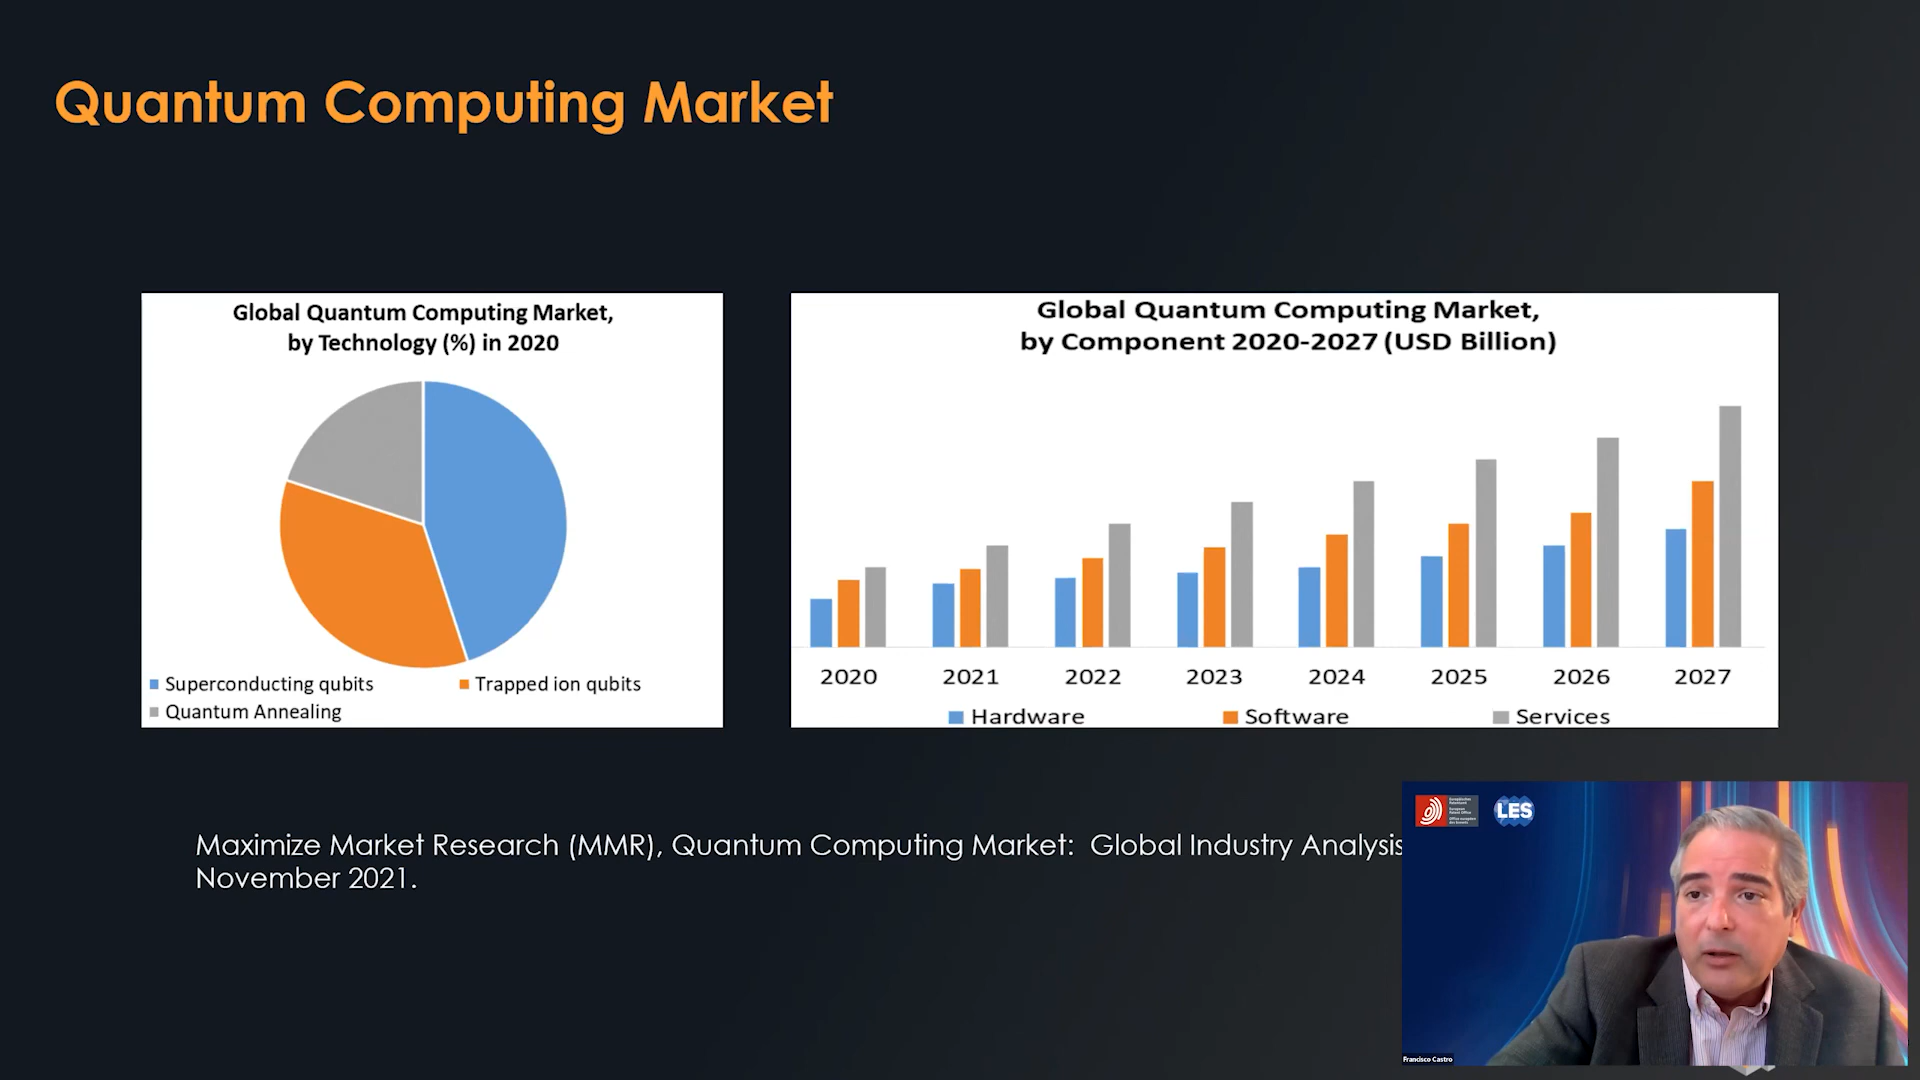 Quantum Computing Market
Global Quantum Computing Market,
by Technology (%) in 2020
Superconducting qubits
Trapped ion qubits
Quantum Annealing
Global Quantum Computing Market,
by Component 2020-2027 (USD Billion)
2020 2021 2022 2023 2024 2025 2026 2027
Hardware Software Services
Maximize Market Research (MMR), Quantum Computing Market: Global Industry Analysis
November 2021.
LES
Francisco Castro